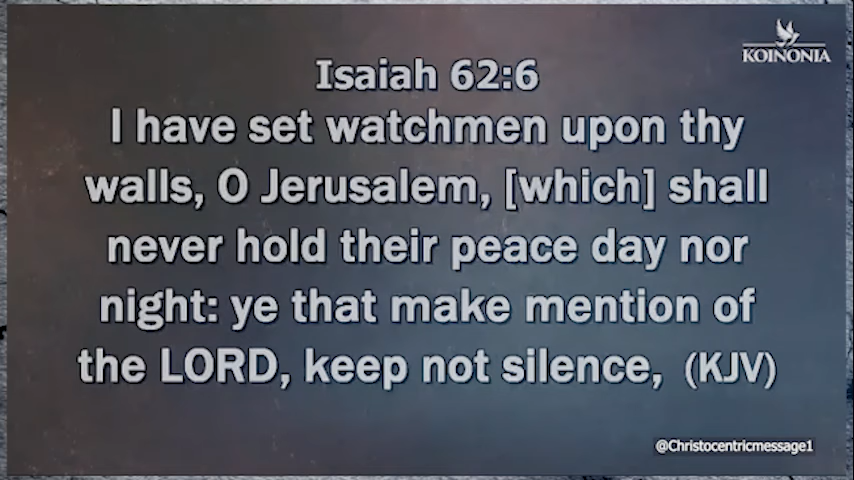 KOINONIA
Isaiah 62:6
I have set watchmen upon thy
walls, O Jerusalem, [which] shall
never hold their peace day nor
night: ye that make mention of
the LORD, keep not silence, (KJV)
@Christocentricmessage1